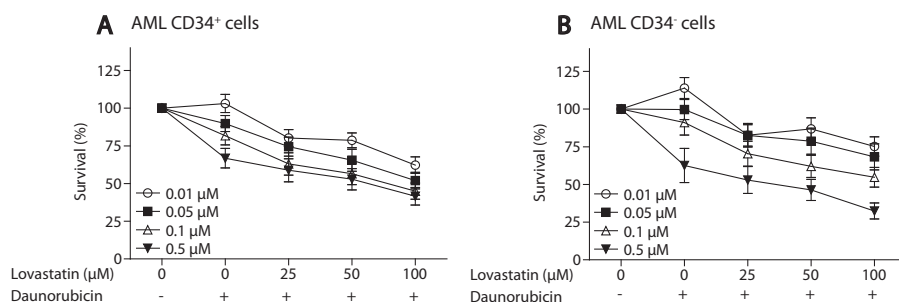 A AML CD34⁺ cells
125
100
75
50
25
0
Survival (%)
0.01 µM
0.05 µM
0.1 µM
0.5 µM
Lovastatin (µM) 0 0 25 50 100
Daunorubicin - + + + +
B AML CD34⁻ cells
125
100
75
50
25
0
Survival (%)
0.01 µM
0.05 µM
0.1 µM
0.5 µM
Lovastatin (µM) 0 0 25 50 100
Daunorubicin - + + + +